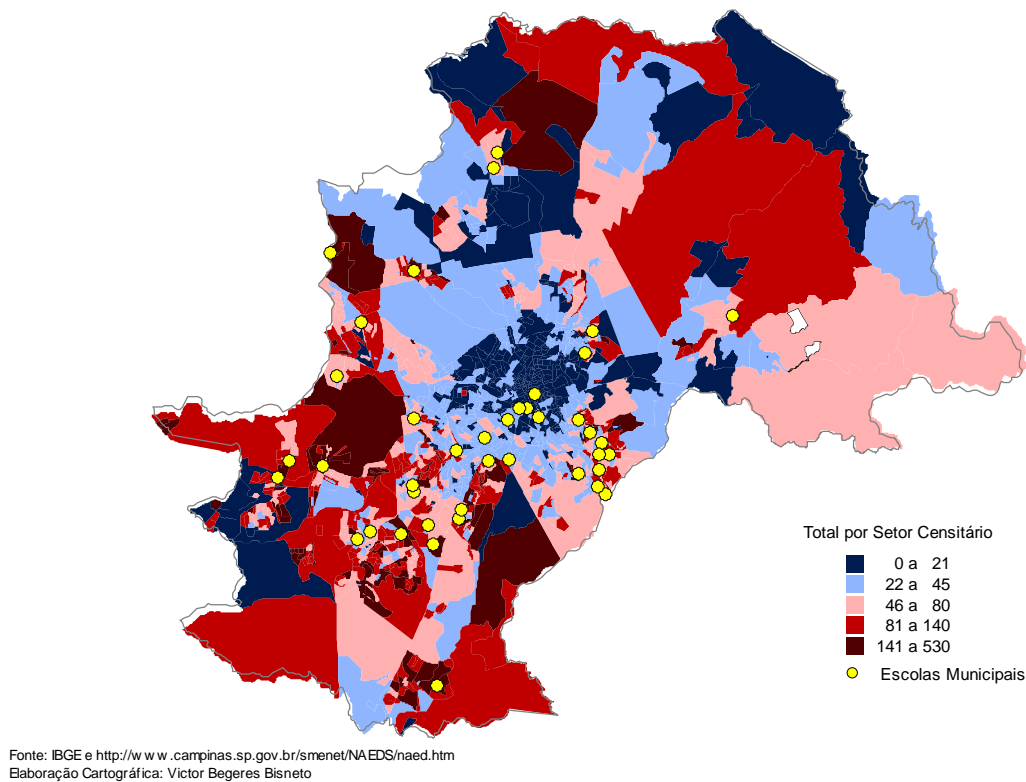 Total por Setor Censitário
0 a 21
22 a 45
46 a 80
81 a 140
141 a 530
Escolas Municipais
Fonte: IBGE e http://www.campinas.sp.gov.br/smenet/NAEDS/naed.htm
Elaboração Cartográfica: Victor Begeres Bisneto